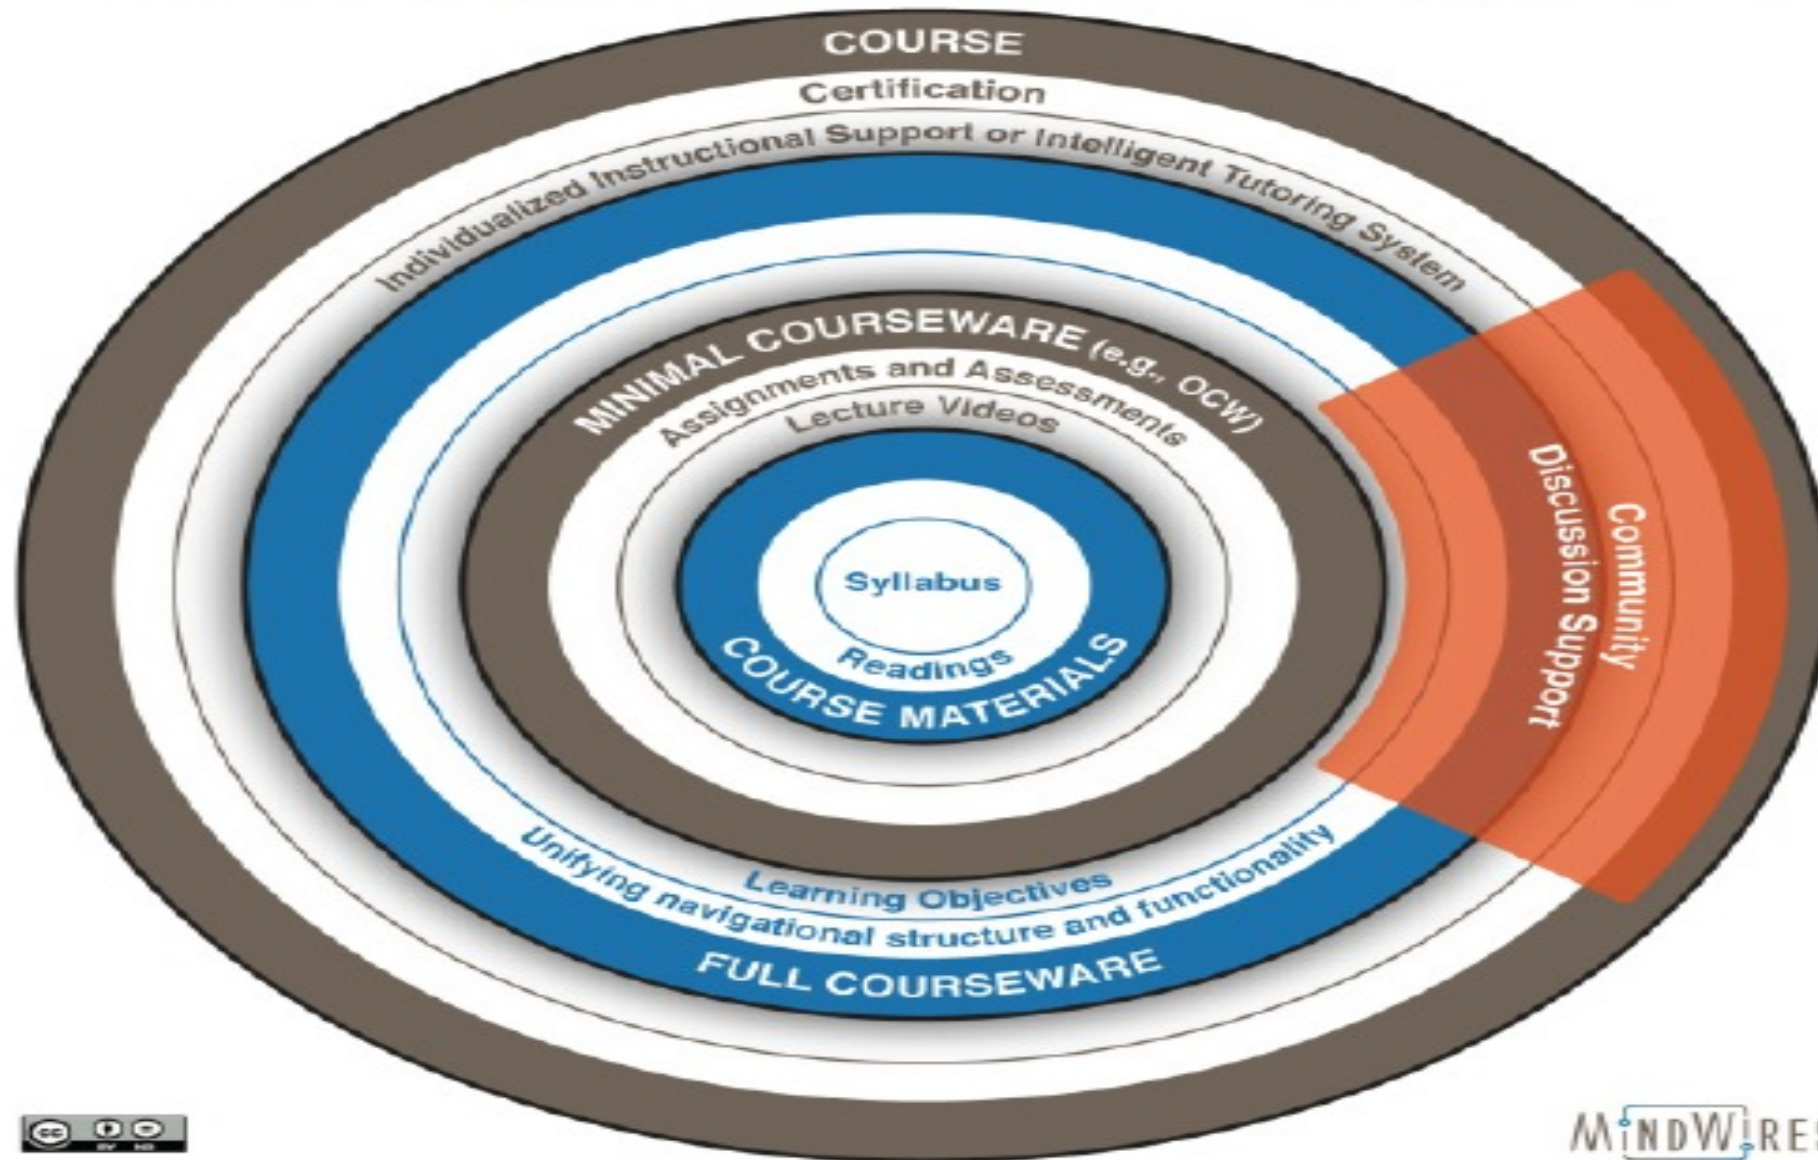 COURSE
Certification
Individualized Instructional Support or Intelligent Tutoring System
MINIMAL COURSEWARE (e.g., OCW)
Assignments and Assessments
Lecture Videos
Syllabus
Readings
COURSE MATERIALS
Learning Objectives
Unifying navigational structure and functionality
FULL COURSEWARE
Discussion Support
Community
cc
MINDWIRES